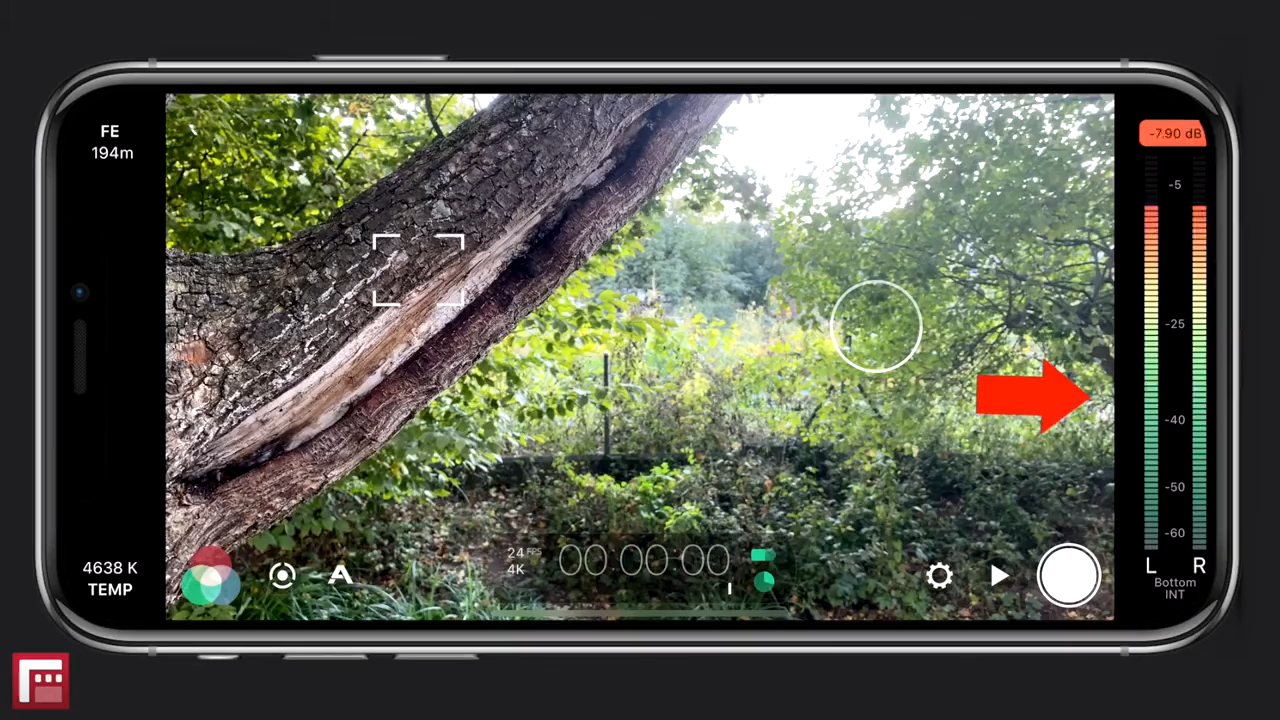 FE
194m
4638 K
TEMP
24 FPS
4K
00:00:00
-7.90 dB
-5
-25
-40
-50
-60
L R
Bottom
INT